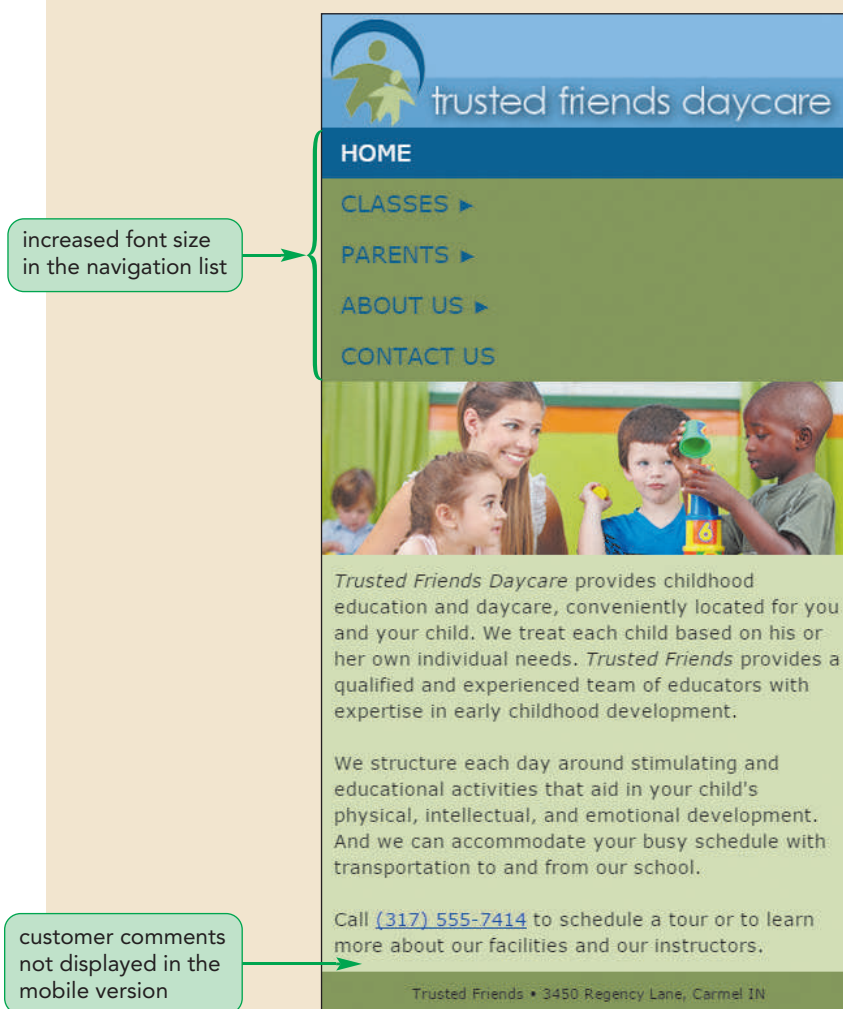 trusted friends daycare
HOME
CLASSES ►
PARENTS ►
ABOUT US ►
CONTACT US
increased font size
in the navigation list
6
Trusted Friends Daycare provides childhood
education and daycare, conveniently located for you
and your child. We treat each child based on his or
her own individual needs. Trusted Friends provides a
qualified and experienced team of educators with
expertise in early childhood development.
We structure each day around stimulating and
educational activities that aid in your child's
physical, intellectual, and emotional development.
And we can accommodate your busy schedule with
transportation to and from our school.
Call (317) 555-7414 to schedule a tour or to learn
more about our facilities and our instructors.
customer comments
not displayed in the
mobile version
Trusted Friends • 3450 Regency Lane, Carmel IN